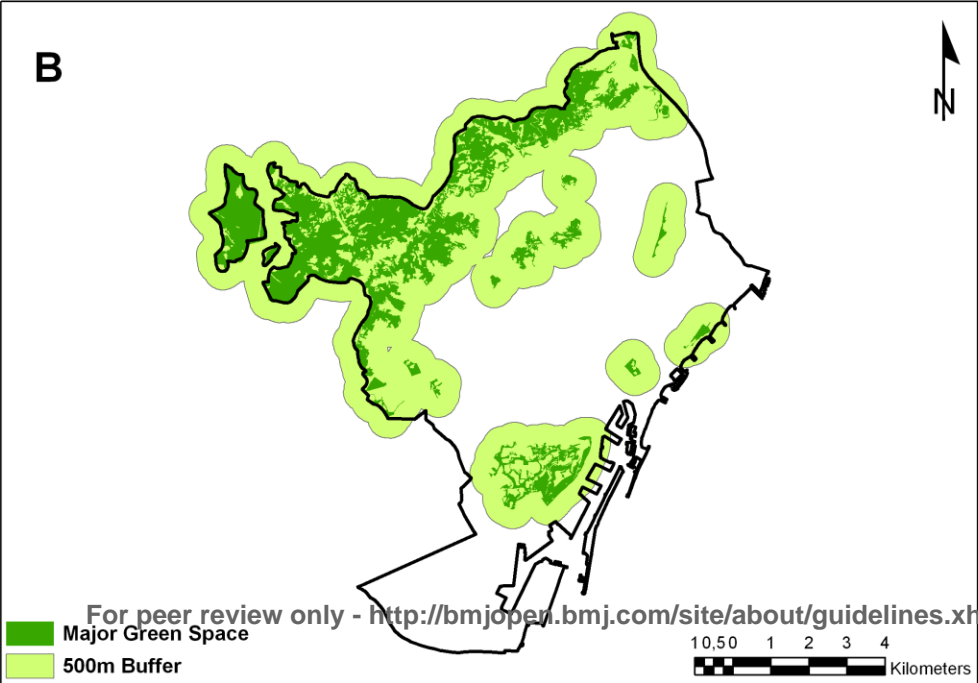 B
N
For peer review only - http://bmjopen.bmj.com/site/about/guidelines.xh
Major Green Space
500m Buffer
1 0,5 0 1 2 3 4
Kilometers